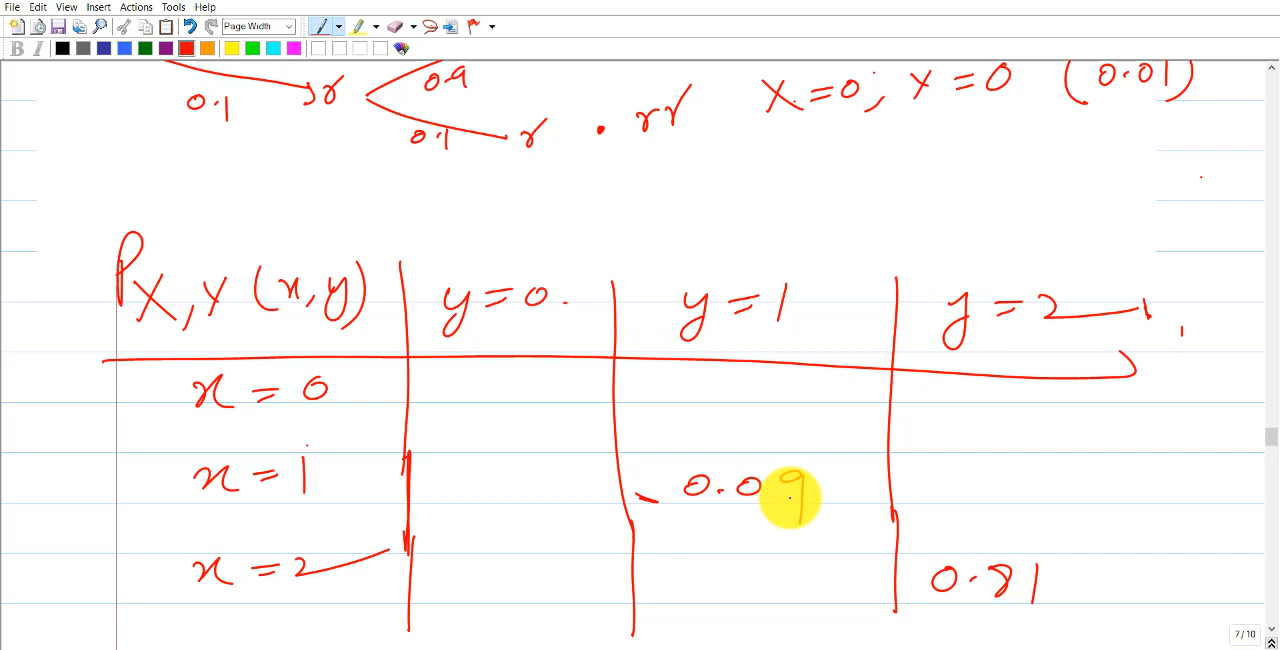 File Edit View Insert Actions Tools Help
Page Width
B I
0.9
0.1 r X=0; Y=0 (0.01)
0.1 r . rr
P X,Y (x,y) y=0. y=1 y=2
x=0
x=1 0.09
x=2 0.81
7/10